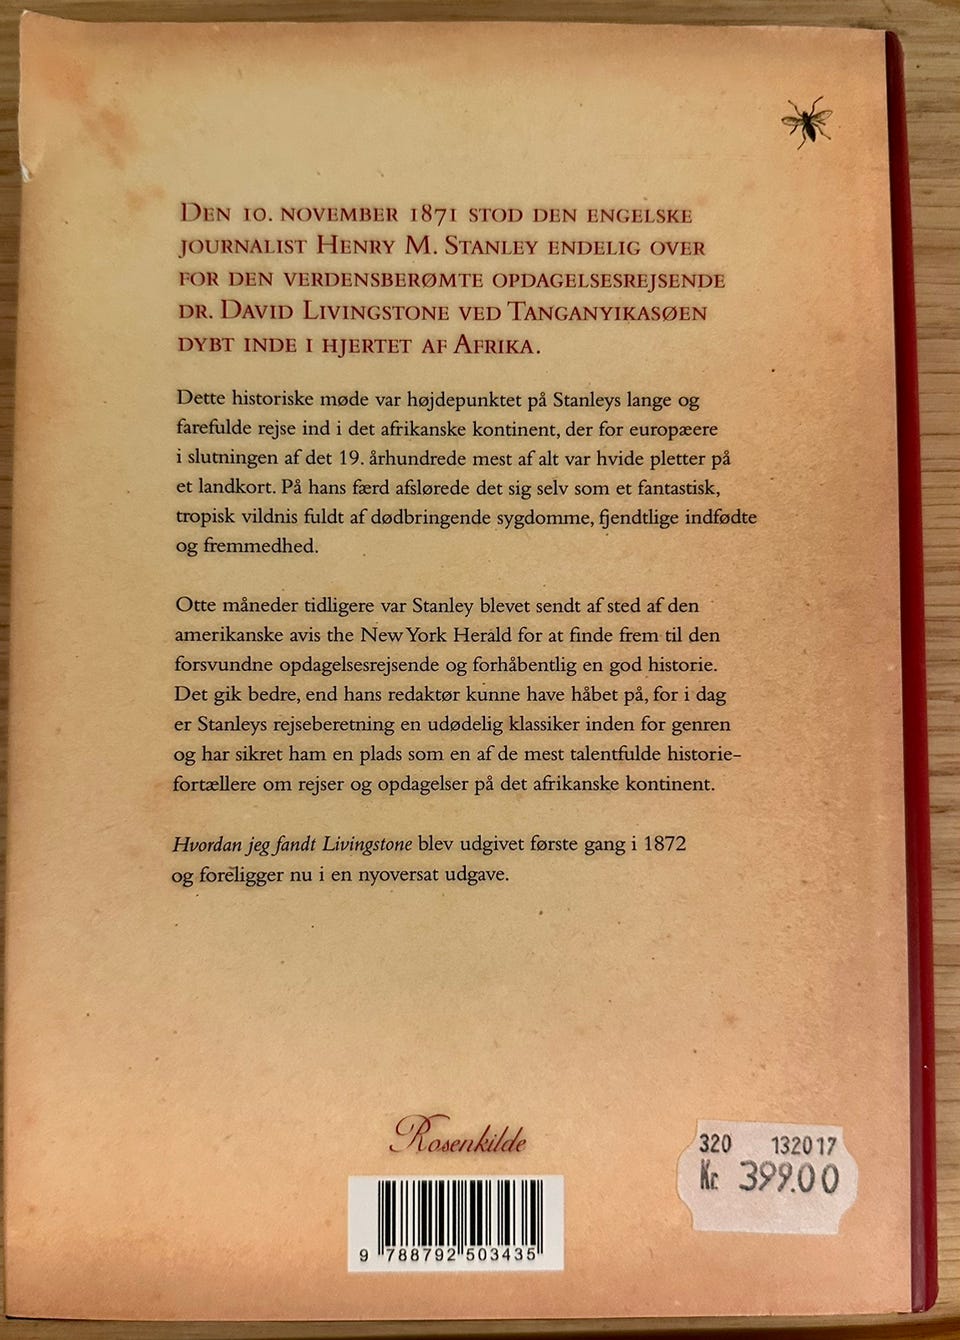 Den 10. november 1871 stod den engelske
journalist Henry M. Stanley endelig over
for den verdensberømte opdagelsesrejsende
dr. David Livingstone ved Tanganyikasøen
dybt inde i hjertet af Afrika.
Dette historiske møde var højdepunktet på Stanleys lange og
farefulde rejse ind i det afrikanske kontinent, der for europæere
i slutningen af det 19. århundrede mest af alt var hvide pletter på
et landkort. På hans færd afslørede det sig selv som et fantastisk,
tropisk vildnis fuldt af dødbringende sygdomme, fjendtlige indfødte
og fremmedhed.
Otte måneder tidligere var Stanley blevet sendt af sted af den
amerikanske avis the New York Herald for at finde frem til den
forsvundne opdagelsesrejsende og forhåbentlig en god historie.
Det gik bedre, end hans redaktør kunne have håbet på, for i dag
er Stanleys rejseberetning en udødelig klassiker inden for genren
og har sikret ham en plads som en af de mest talentfulde historie-
fortællere om rejser og opdagelser på det afrikanske kontinent.
Hvordan jeg fandt Livingstone blev udgivet første gang i 1872
og foreligger nu i en nyoversat udgave.
Rosenkilde
320 132017
Kr. 399.00
9 788792 503435